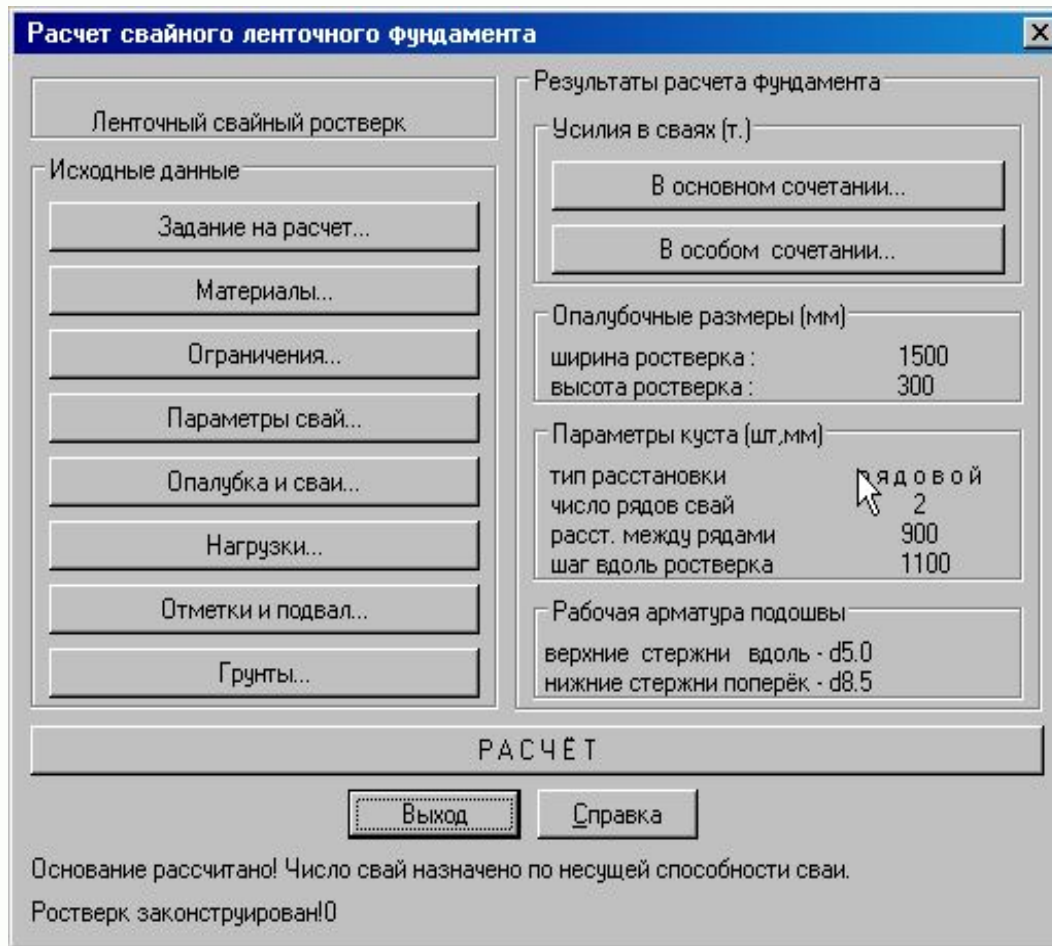 Расчет свайного ленточного фундамента
Ленточный свайный ростверк
Исходные данные
Задание на расчет...
Материалы...
Ограничения...
Параметры свай...
Опалубка и сваи...
Нагрузки...
Отметки и подвал...
Грунты...
Результаты расчета фундамента
Усилия в сваях (т.)
В основном сочетании...
В особом сочетании...
Опалубочные размеры (мм)
ширина ростверка : 1500
высота ростверка : 300
Параметры куста (шт,мм)
тип расстановки р я д о в о й
число рядов свай 2
расст. между рядами 900
шаг вдоль ростверка 1100
Рабочая арматура подошвы
верхние стержни вдоль - d5.0
нижние стержни поперёк - d8.5
Р А С Ч Ё Т
Выход
Справка
Основание рассчитано! Число свай назначено по несущей способности сваи.
Ростверк законструирован!0